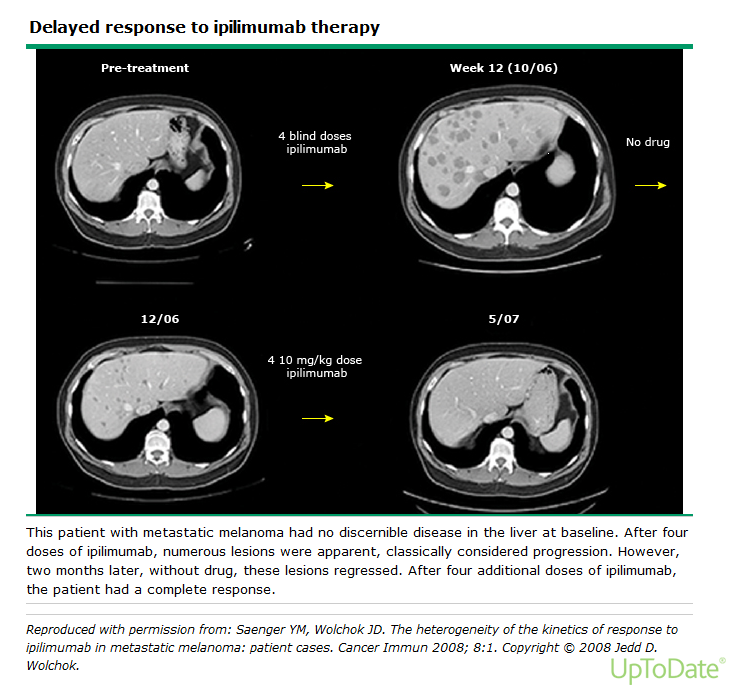 Delayed response to ipilimumab therapy
Pre-treatment
Week 12 (10/06)
4 blind doses
ipilimumab
No drug
12/06
5/07
4 10 mg/kg dose
ipilimumab
This patient with metastatic melanoma had no discernible disease in the liver at baseline. After four
doses of ipilimumab, numerous lesions were apparent, classically considered progression. However,
two months later, without drug, these lesions regressed. After four additional doses of ipilimumab,
the patient had a complete response.
Reproduced with permission from: Saenger YM, Wolchok JD. The heterogeneity of the kinetics of response to
ipilimumab in metastatic melanoma: patient cases. Cancer Immun 2008; 8:1. Copyright © 2008 Jedd D.
Wolchok.
UpToDate®